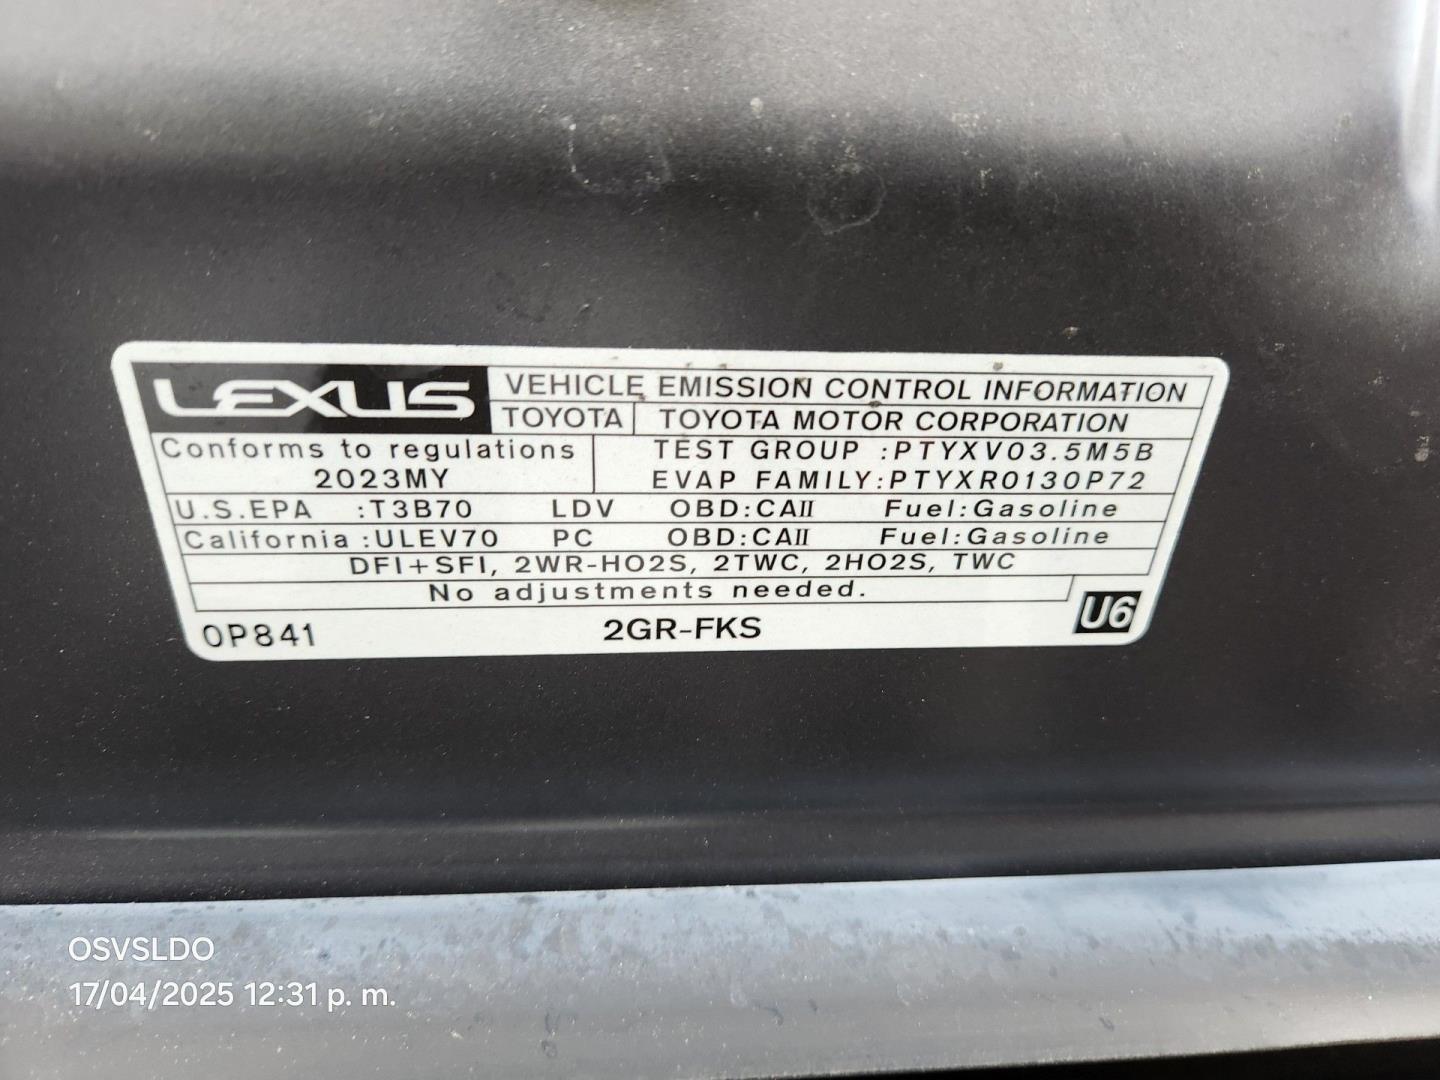 LEXUS
VEHICLE EMISSION CONTROL INFORMATION
TOYOTA TOYOTA MOTOR CORPORATION
Conforms to regulations TEST GROUP :PTYXV03.5M5B
2023MY EVAP FAMILY:PTYXR0130P72
U.S.EPA :T3B70 LDV OBD:CAII Fuel:Gasoline
California:ULEV70 PC OBD:CAII Fuel:Gasoline
DFI+SFI, 2WR-HO2S, 2TWC, 2HO2S, TWC
No adjustments needed.
0P841 2GR-FKS U6
OSVSLDO
17/04/2025 12:31 p. m.